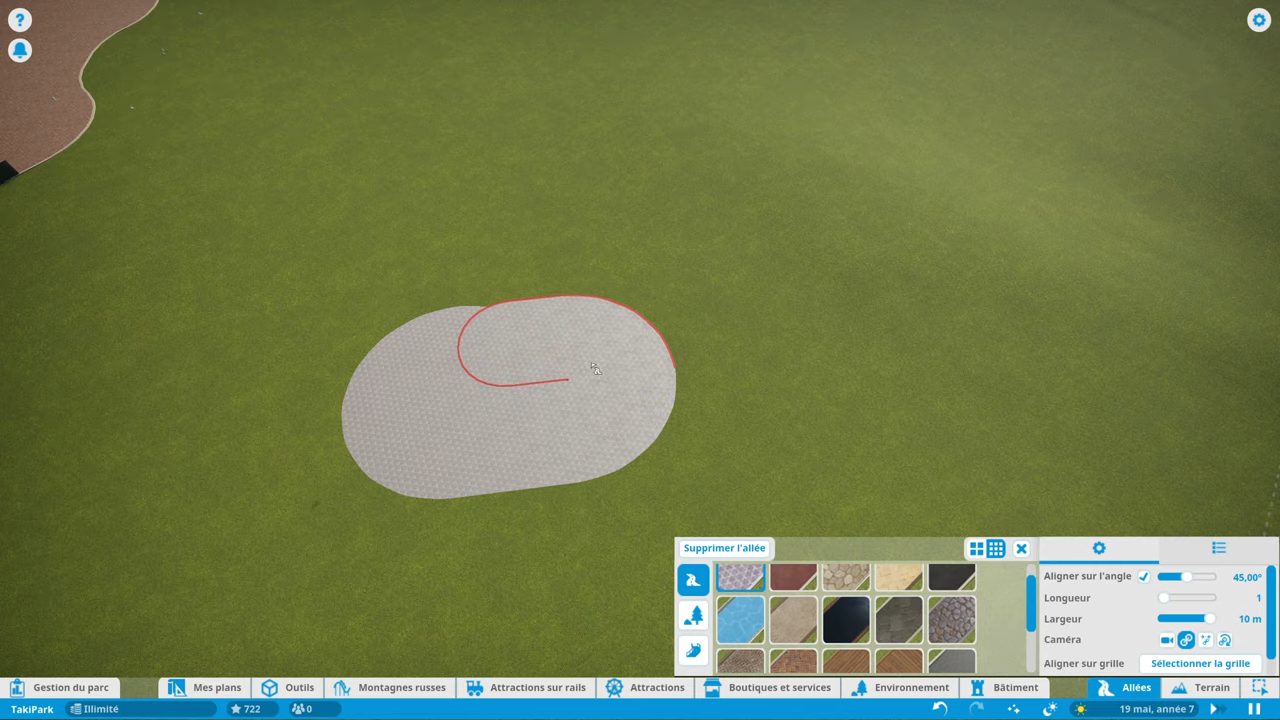 ?
Supprimer l'allée
Aligner sur l'angle 45,00°
Longueur 1
Largeur 10 m
Caméra
Aligner sur grille Sélectionner la grille
Gestion du parc Mes plans Outils Montagnes russes Attractions sur rails Attractions Boutiques et services Environnement Bâtiment Allées Terrain
TakiPark Illimité 722 0 19 mai, année 7